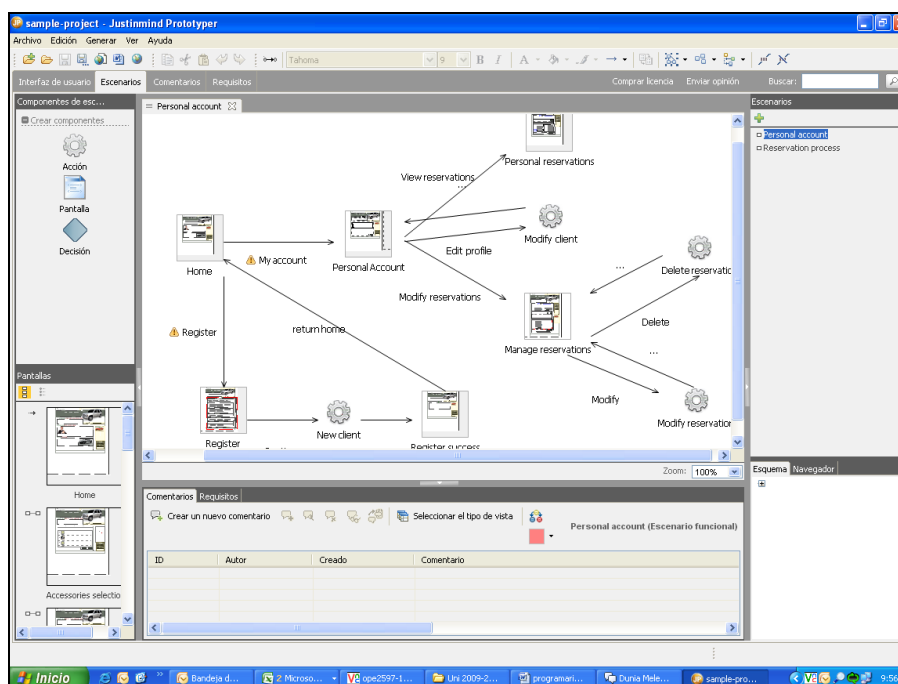 sample-project - Justinmind Prototyper
Archivo Edición Generar Ver Ayuda
Tahoma 9 B I A
Interfaz de usuario Escenarios Comentarios Requisitos Comprar licencia Enviar opinión Buscar:
Componentes de esc...
Crear componentes
Acción
Pantalla
Decisión
Pantallas
Home
Accessories selectio
Personal account
Personal reservations
View reservations
...
Modify client
Edit profile
My account
Home
Personal Account
Delete reservatic
...
Modify reservations
Register
return home
Delete
Manage reservations
...
Modify
Modify reservation
Register
New client
Register success
Zoom: 100%
Comentarios Requisitos
Crear un nuevo comentario Seleccionar el tipo de vista
Personal account (Escenario funcional)
ID Autor Creado Comentario
Escenarios
Personal account
Reservation process
Esquema Navegador
Inicio Bandeja d... 2 Microso... ope2597-1... Uni 2009-2... programari... Dunia Mele... sample-pro... 9:56